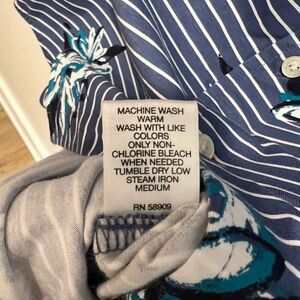 MACHINE WASH
WARM
WASH WITH LIKE
COLORS
ONLY NON-
CHLORINE BLEACH
WHEN NEEDED
TUMBLE DRY LOW
STEAM IRON
MEDIUM
RN 58909